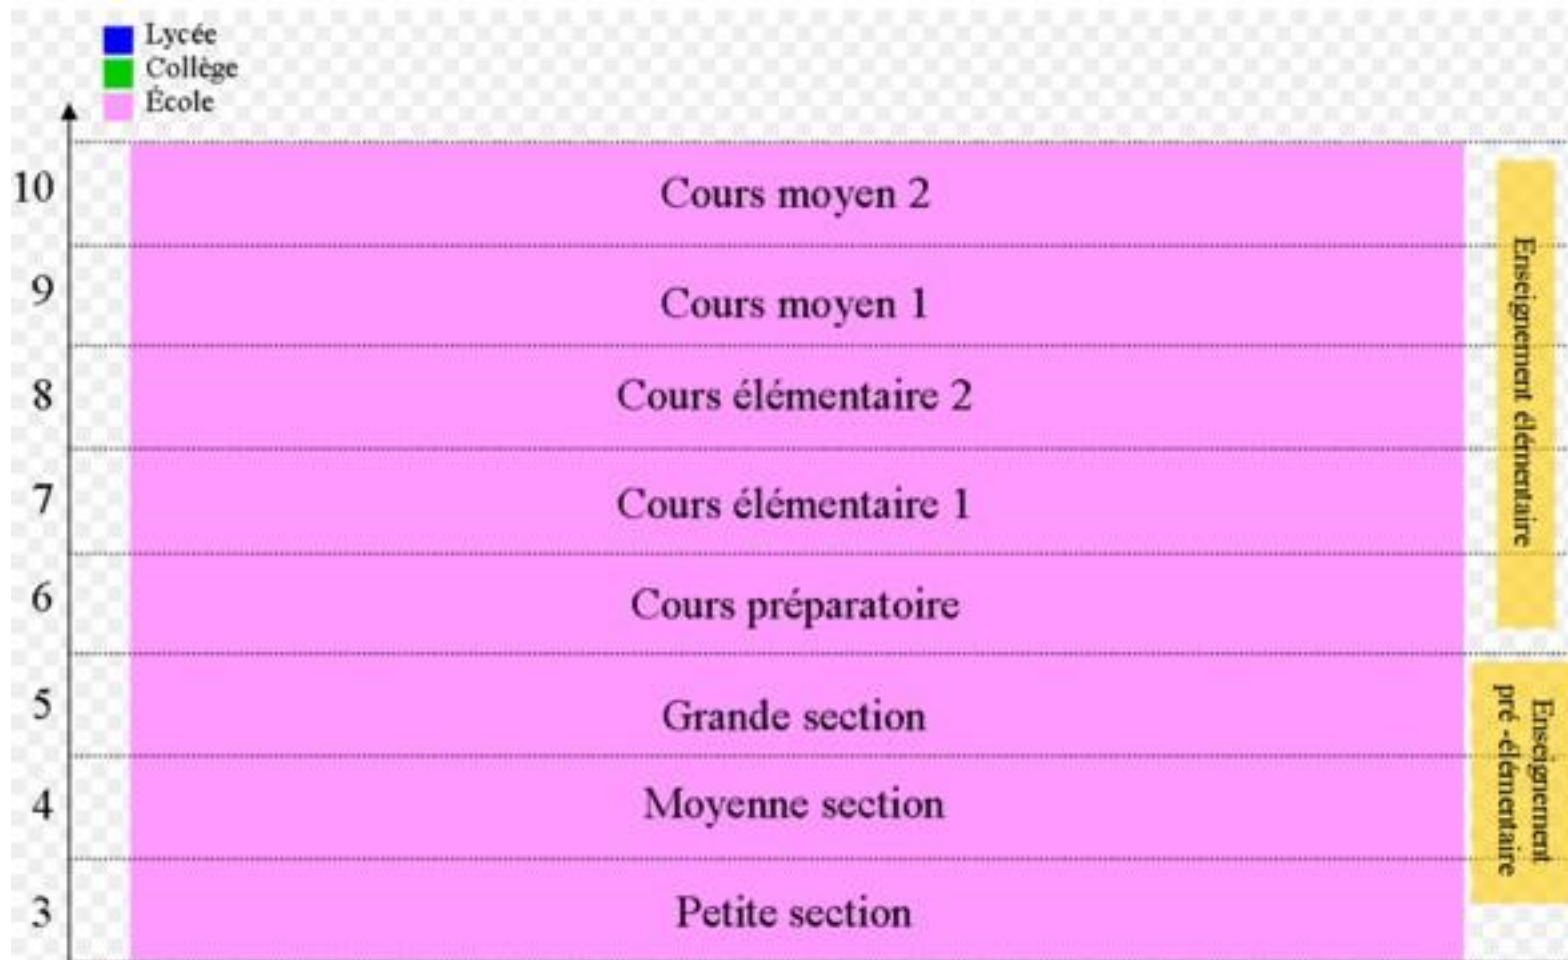 Lycée
Collège
École
10
Cours moyen 2
9
Cours moyen 1
8
Cours élémentaire 2
7
Cours élémentaire 1
6
Cours préparatoire
5
Grande section
4
Moyenne section
3
Petite section
Enseignement élémentaire
Enseignement
pré -élémentaire